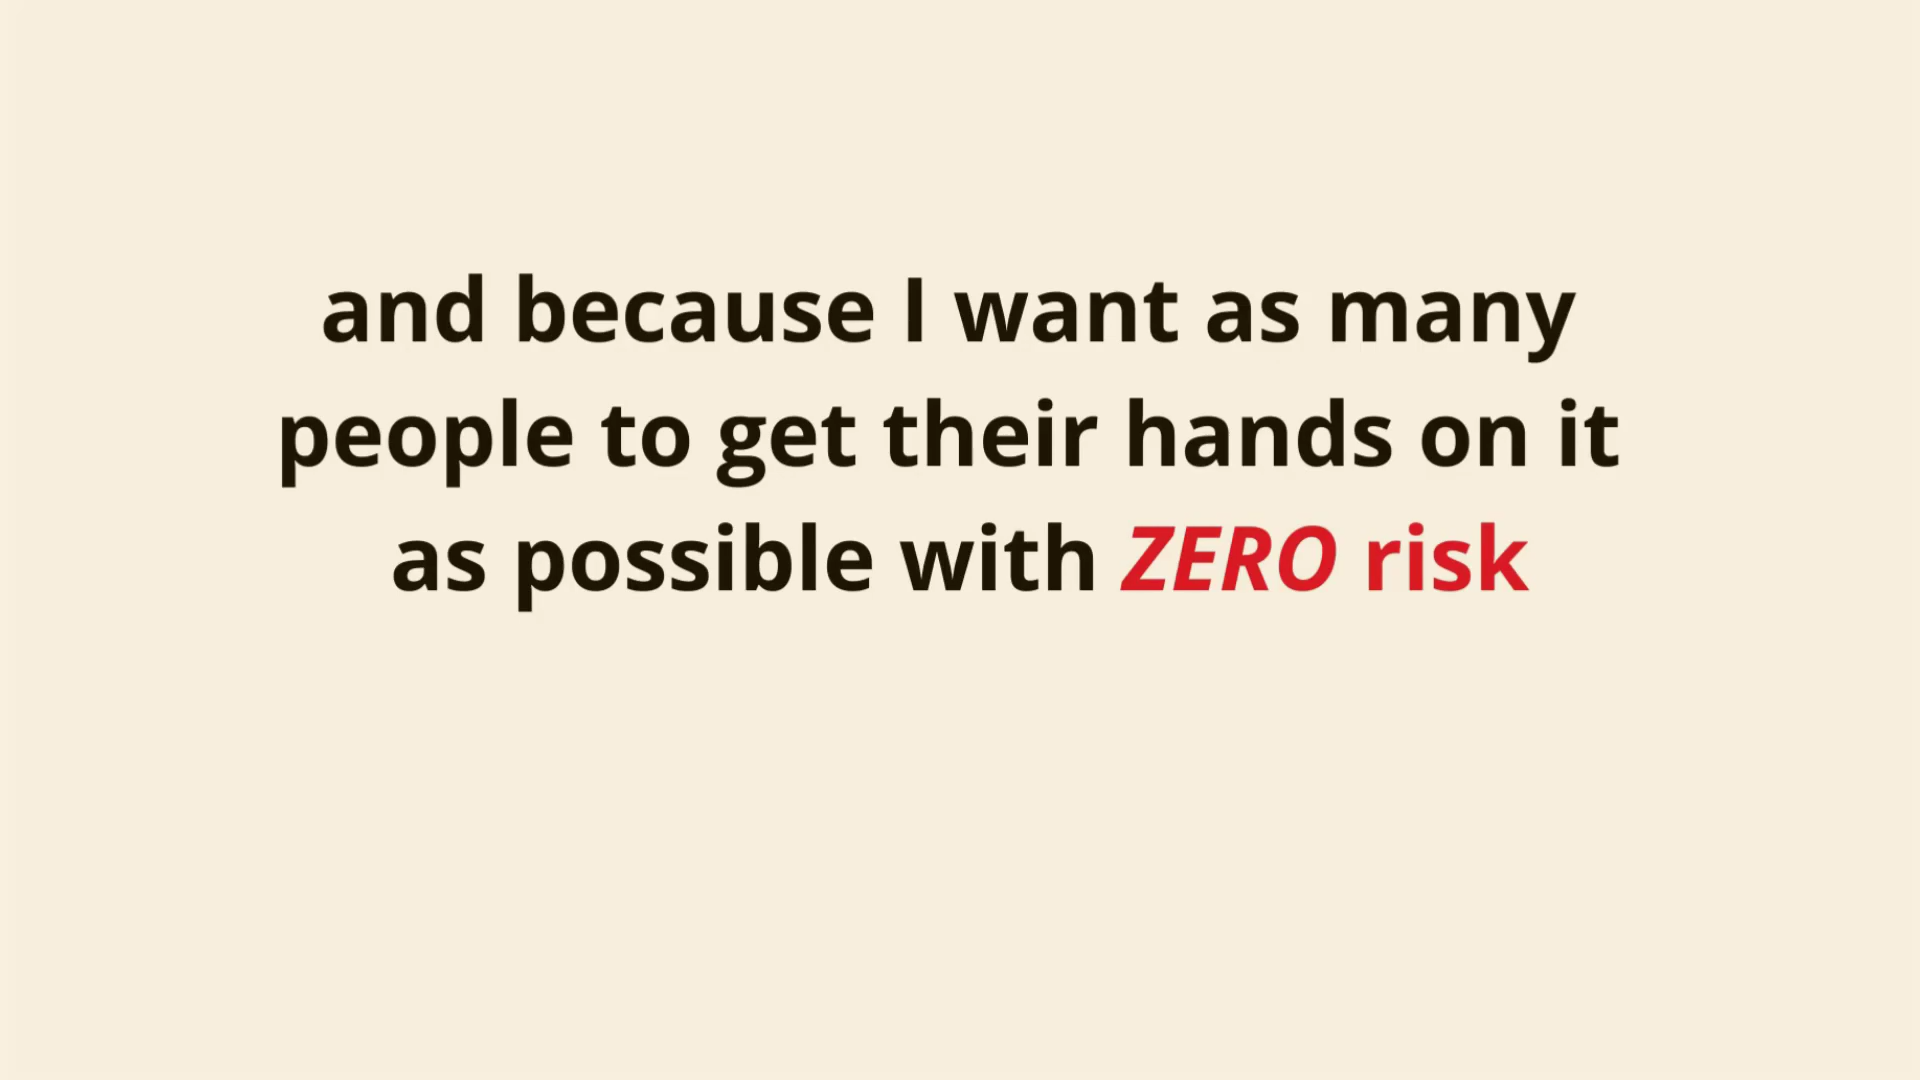 and because I want as many
people to get their hands on it
as possible with ZERO risk